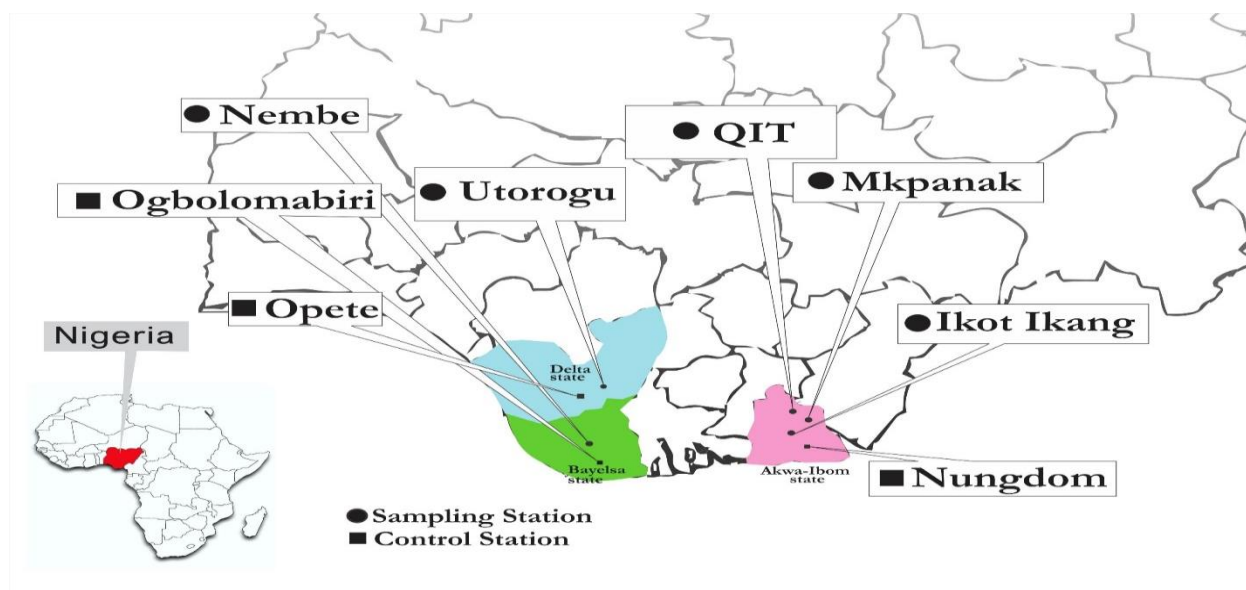 Nembe
QIT
Utorogu
Mkpanak
Ogbolomabiri
Opete
Ikot Ikang
Nigeria
Delta
state
Bayelsa
state
Akwa-Ibom
state
Nungdom
Sampling Station
Control Station